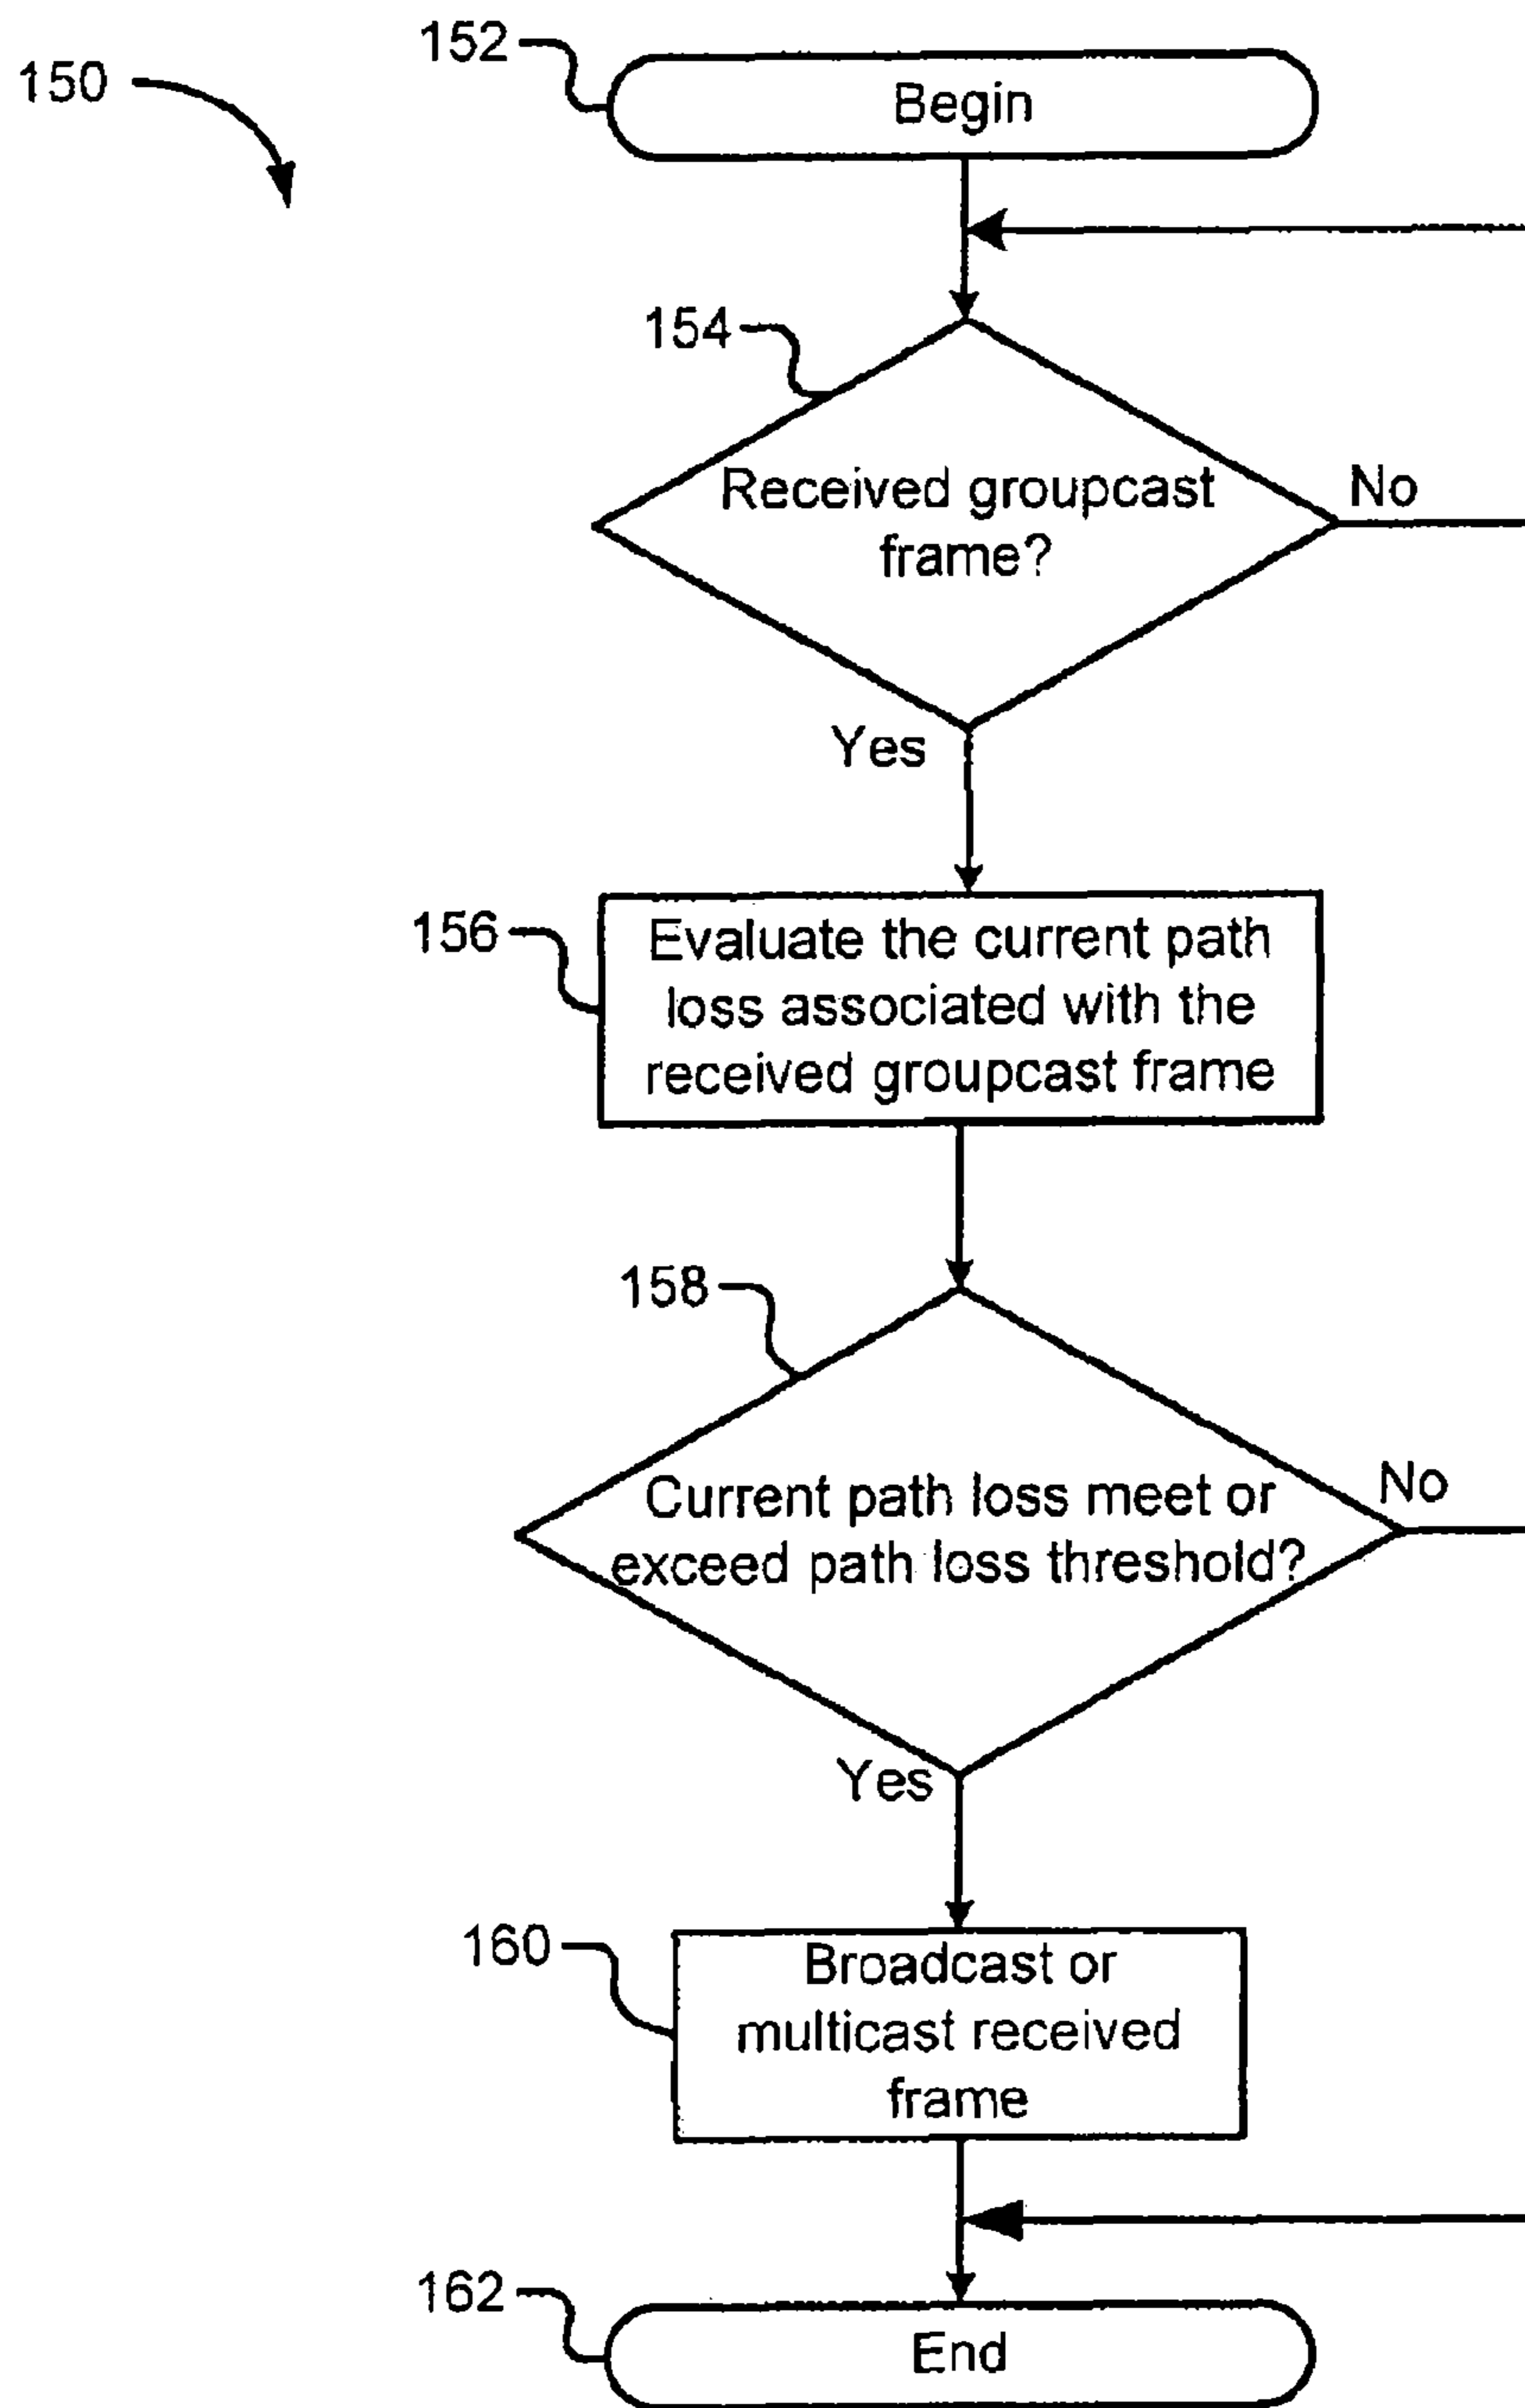 150
152
Begin
154
Received groupcast
frame?
No
Yes
156
Evaluate the current path
loss associated with the
received groupcast frame
158
Current path loss meet or
exceed path loss threshold?
No
Yes
160
Broadcast or
multicast received
frame
162
End